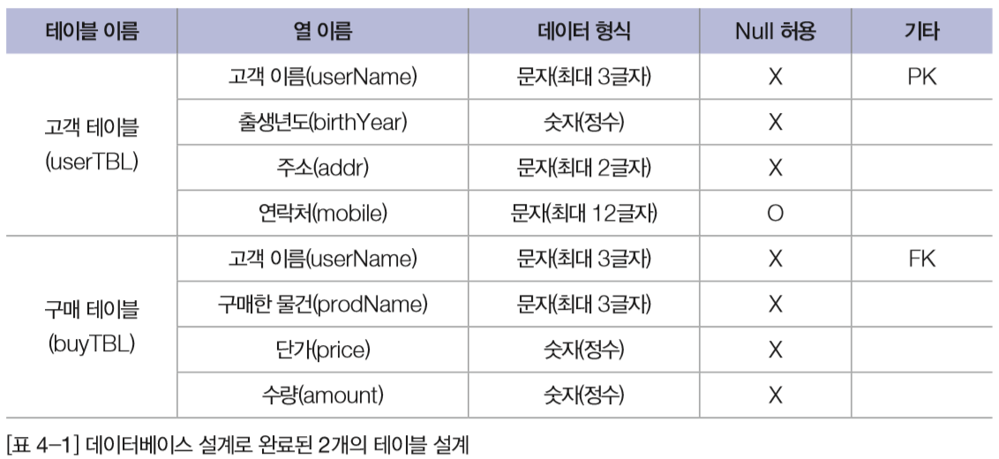 테이블 이름 열 이름 데이터 형식 Null 허용 기타
고객 테이블
(userTBL)
고객 이름(userName) 문자(최대 3글자) X PK
출생년도(birthYear) 숫자(정수) X
주소(addr) 문자(최대 2글자) X
연락처(mobile) 문자(최대 12글자) O
구매 테이블
(buyTBL)
고객 이름(userName) 문자(최대 3글자) X FK
구매한 물건(prodName) 문자(최대 3글자) X
단가(price) 숫자(정수) X
수량(amount) 숫자(정수) X
[표 4–1] 데이터베이스 설계로 완료된 2개의 테이블 설계